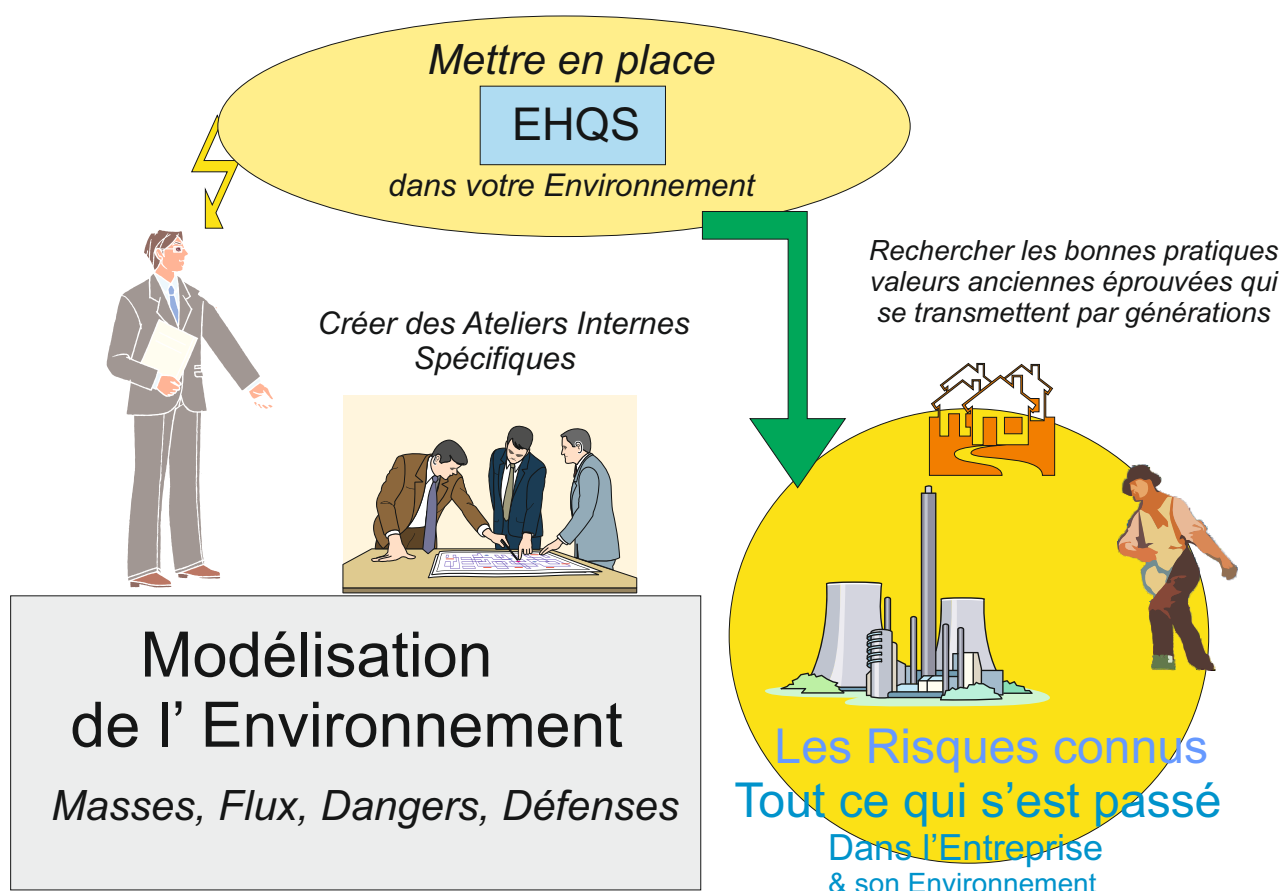 Mettre en place
EHQS
dans votre Environnement
Rechercher les bonnes pratiques
valeurs anciennes éprouvées qui
se transmettent par générations
Créer des Ateliers Internes
Spécifiques
Modélisation
de l' Environnement
Masses, Flux, Dangers, Défenses
Les Risques connus
Tout ce qui s'est passé
Dans l'Entreprise
& son Environnement